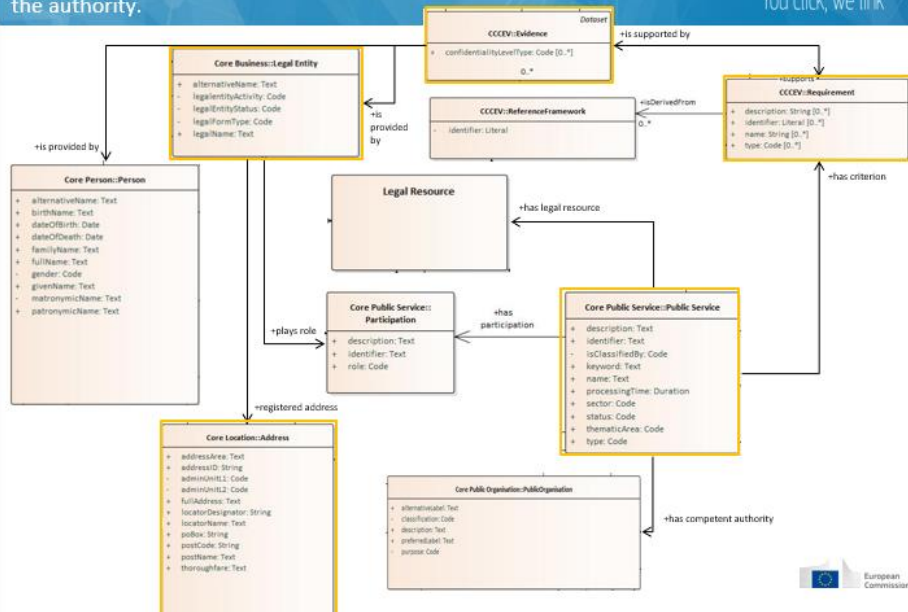 the authority.
You click, we link
Dataset
CCCEV::Evidence
+ confidentialityLevelType: Code [0..*]
0..*
+is supported by
+supports
CCCEV::Requirement
+ description: String [0..*]
+ identifier: Literal [0..*]
+ name: String [0..*]
+ type: Code [0..*]
Core Business::Legal Entity
+ alternativeName: Text
- legalentityActivity: Code
- legalEntityStatus: Code
- legalFormType: Code
+ legalName: Text
+is
provided
by
CCCEV::ReferenceFramework
- identifier: Literal
+isDerivedFrom
0..*
+is provided by
Core Person::Person
+ alternativeName: Text
+ birthName: Text
+ dateOfBirth: Date
+ dateOfDeath: Date
+ familyName: Text
+ fullName: Text
- gender: Code
+ givenName: Text
- matronymicName: Text
+ patronymicName: Text
Legal Resource
+has legal resource
+has criterion
Core Public Service::
Participation
+ description: Text
+ identifier: Text
+ role: Code
+plays role
+has
participation
Core Public Service::Public Service
+ description: Text
+ identifier: Text
- isClassifiedBy: Code
+ keyword: Text
+ name: Text
+ processingTime: Duration
+ sector: Code
+ status: Code
+ thematicArea: Code
+ type: Code
+registered address
Core Location::Address
+ addressArea: Text
+ addressID: String
- adminUnitL1: Code
- adminUnitL2: Code
+ fullAddress: Text
+ locatorDesignator: String
+ locatorName: Text
+ poBox: String
+ postCode: String
+ postName: Text
+ thoroughfare: Text
Core Public Organisation::PublicOrganisation
+ alternativeLabel: Text
- classification: Code
+ description: Text
+ preferredLabel: Text
- purpose: Code
+has competent authority
European
Commission